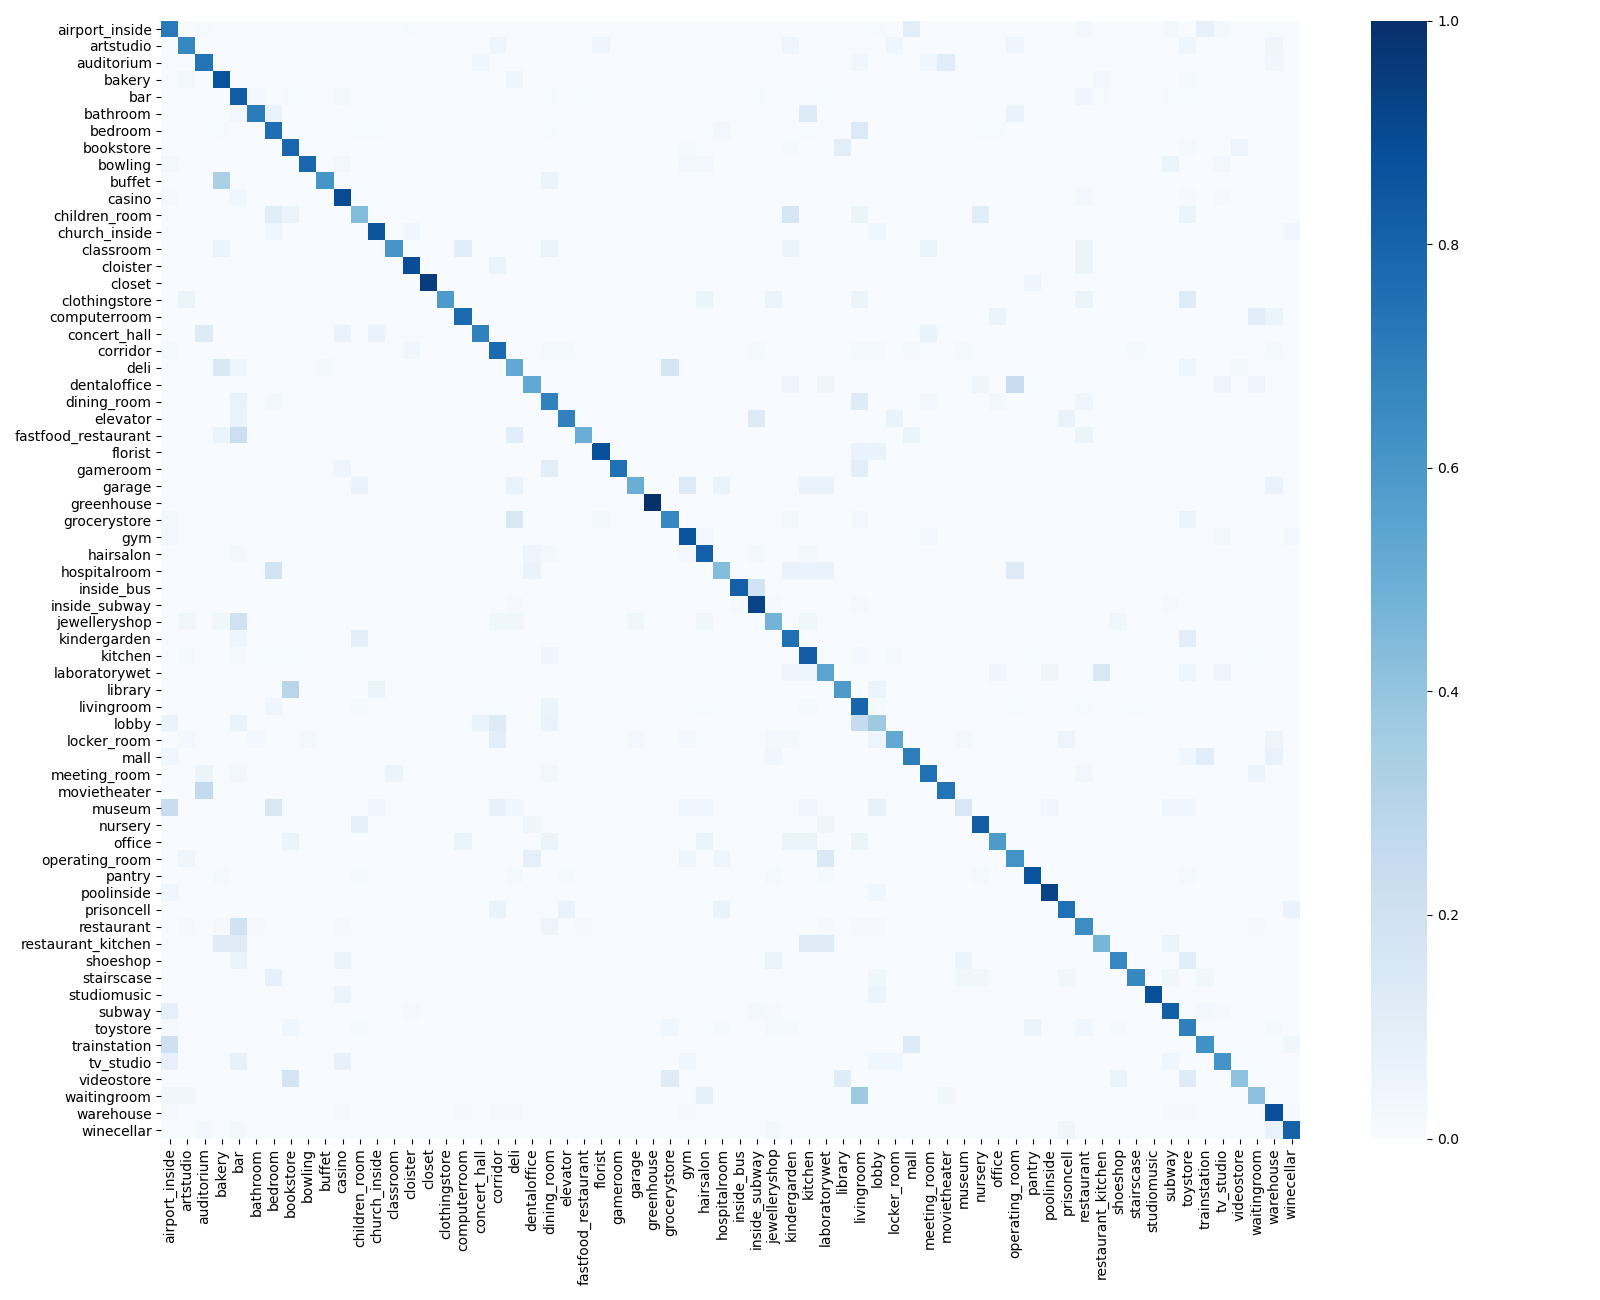 airport_inside
artstudio
auditorium
bakery
bar
bathroom
bedroom
bookstore
bowling
buffet
casino
children_room
church_inside
classroom
cloister
closet
clothingstore
computerroom
concert_hall
corridor
deli
dentaloffice
dining_room
elevator
fastfood_restaurant
florist
gameroom
garage
greenhouse
grocerystore
gym
hairsalon
hospitalroom
inside_bus
inside_subway
jewelleryshop
kindergarden
kitchen
laboratorywet
library
livingroom
lobby
locker_room
mall
meeting_room
movietheater
museum
nursery
office
operating_room
pantry
poolinside
prisoncell
restaurant
restaurant_kitchen
shoeshop
stairscase
studiomusic
subway
toystore
trainstation
tv_studio
videostore
waitingroom
warehouse
winecellar
airport_inside
artstudio
auditorium
bakery
bar
bathroom
bedroom
bookstore
bowling
buffet
casino
children_room
church_inside
classroom
cloister
closet
clothingstore
computerroom
concert_hall
corridor
deli
dentaloffice
dining_room
elevator
fastfood_restaurant
florist
gameroom
garage
greenhouse
grocerystore
gym
hairsalon
hospitalroom
inside_bus
inside_subway
jewelleryshop
kindergarden
kitchen
laboratorywet
library
livingroom
lobby
locker_room
mall
meeting_room
movietheater
museum
nursery
office
operating_room
pantry
poolinside
prisoncell
restaurant
restaurant_kitchen
shoeshop
stairscase
studiomusic
subway
toystore
trainstation
tv_studio
videostore
waitingroom
warehouse
winecellar
1.0
0.8
0.6
0.4
0.2
0.0